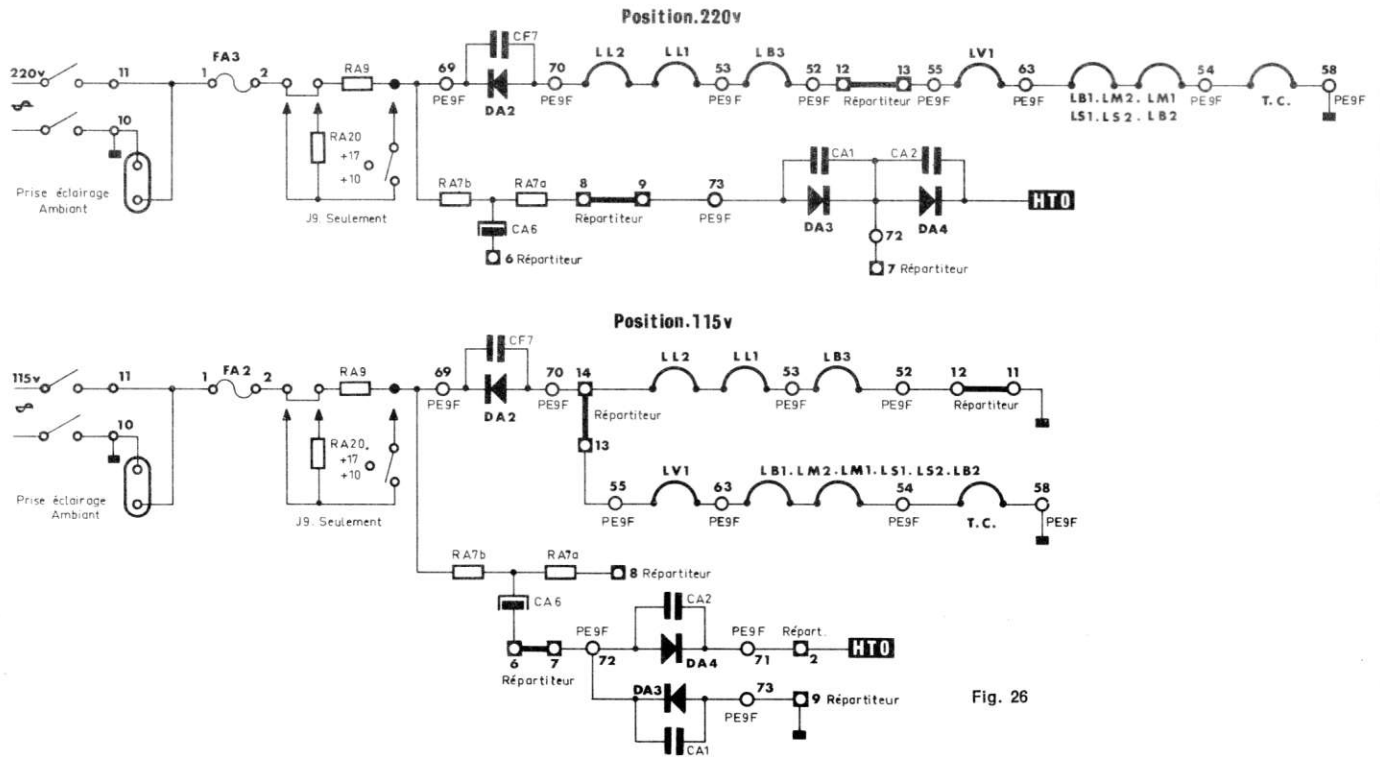 Position.220v
CF7
FA3
LL2
LL1
LB3
LV1
220v
11
1
2
RA9
69
70
53
52
12
13
55
63
54
58
PE9F
DA2
PE9F
PE9F
PE9F
Répartiteur
PE9F
PE9F
LB1.LM2.LM1
LS1.LS2.LB2
PE9F
T.C.
PE9F
10
RA20
+17
+10
Prise éclairage
Ambiant
J9. Seulement
RA7b
RA7a
8
9
73
CA1
CA2
Répartiteur
PE9F
CA6
DA3
DA4
HT0
6 Répartiteur
72
7 Répartiteur
Position.115v
CF7
FA2
LL2
LL1
LB3
115v
11
1
2
RA9
69
70
14
53
52
12
11
PE9F
DA2
PE9F
Répartiteur
PE9F
PE9F
Répartiteur
10
RA20.
+17
+10
13
Prise éclairage
Ambiant
J9. Seulement
55
LV1
63
LB1.LM2.LM1.LS1.LS2.LB2
54
58
PE9F
PE9F
PE9F
T.C.
PE9F
RA7b
RA7a
8 Répartiteur
CA6
CA2
PE9F
PE9F
Répart.
6
7
72
DA4
71
2
HT0
Répartiteur
DA3
73
9 Répartiteur
PE9F
CA1
Fig. 26